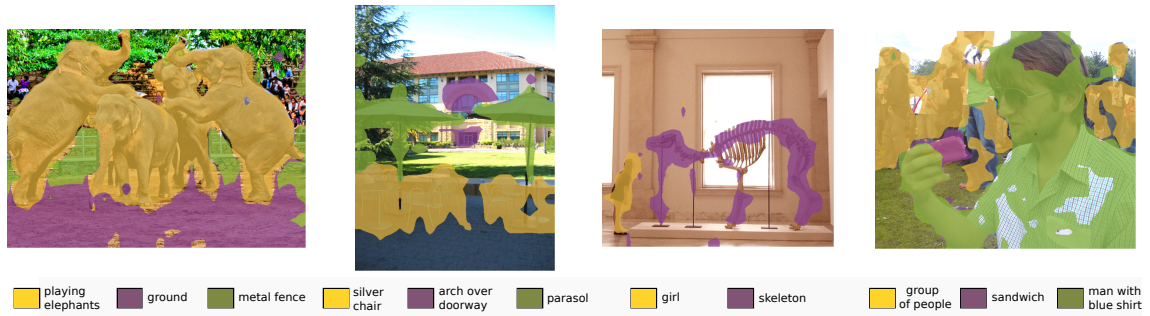 playing
elephants
ground
metal fence
silver
chair
arch over
doorway
parasol
girl
skeleton
group
of people
sandwich
man with
blue shirt